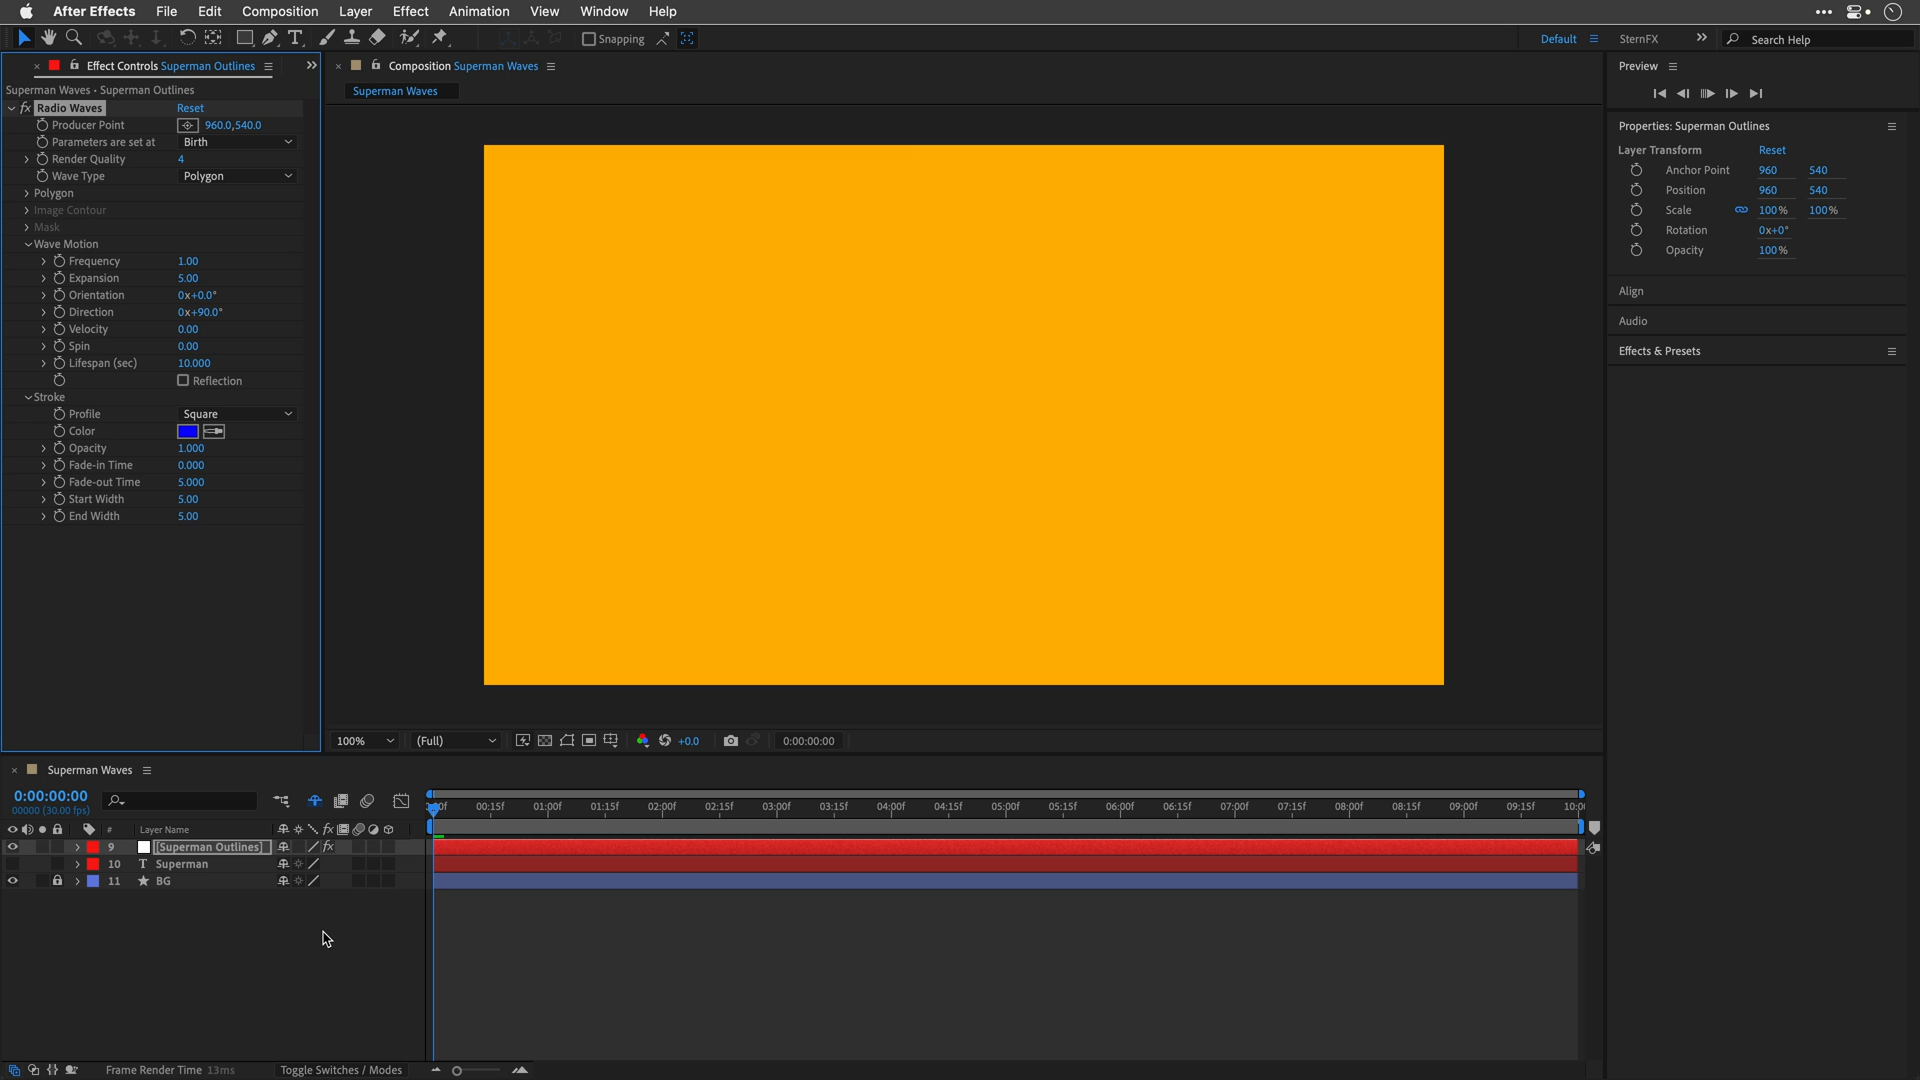 After Effects File Edit Composition Layer Effect Animation View Window Help
Snapping Default SternFX Search Help
Effect Controls Superman Outlines
Superman Waves • Superman Outlines
Radio Waves Reset
Producer Point 960.0,540.0
Parameters are set at Birth
Render Quality 4
Wave Type Polygon
Polygon
Image Contour
Mask
Wave Motion
Frequency 1.00
Expansion 5.00
Orientation 0x+0.0°
Direction 0x+90.0°
Velocity 0.00
Spin 0.00
Lifespan (sec) 10.000
Reflection
Stroke
Profile Square
Color
Opacity 1.000
Fade-in Time 0.000
Fade-out Time 5.000
Start Width 5.00
End Width 5.00
Composition Superman Waves
Superman Waves
100% (Full) +0.0 0:00:00:00
Preview
Properties: Superman Outlines
Layer Transform Reset
Anchor Point 960 540
Position 960 540
Scale 100% 100%
Rotation 0x+0°
Opacity 100%
Align
Audio
Effects & Presets
Superman Waves
0:00:00:00
00000 (30.00 fps)
00:15f 01:00f 01:15f 02:00f 02:15f 03:00f 03:15f 04:00f 04:15f 05:00f 05:15f 06:00f 06:15f 07:00f 07:15f 08:00f 08:15f 09:00f 09:15f 10:0
# Layer Name
9 [Superman Outlines]
10 T Superman
11 BG
Frame Render Time 13ms Toggle Switches / Modes